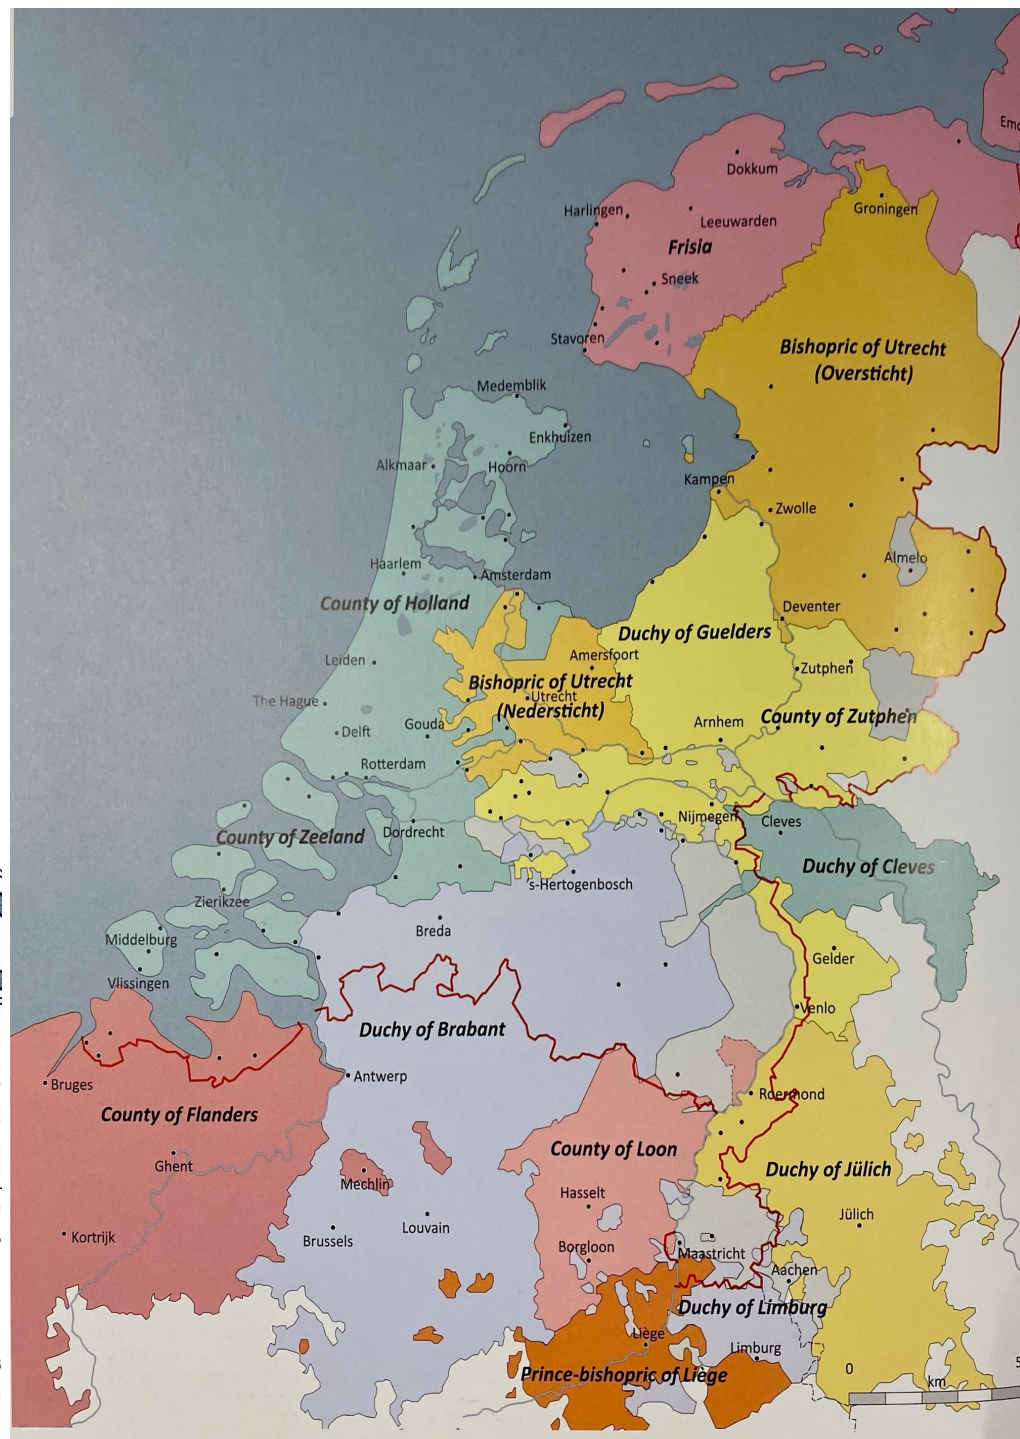 Dokkum
Emd
Harlingen
Leeuwarden
Groningen
Frisia
Sneek
Stavoren
Bishopric of Utrecht
(Oversticht)
Medemblik
Enkhuizen
Alkmaar
Hoorn
Kampen
Zwolle
Almelo
Haarlem
Amsterdam
County of Holland
Deventer
Duchy of Guelders
Amersfoort
Leiden
Zutphen
Bishopric of Utrecht
(Nedersticht)
Utrecht
The Hague
County of Zutphen
Gouda
Arnhem
Delft
Rotterdam
Nijmegen
Cleves
County of Zeeland
Dordrecht
Duchy of Cleves
's-Hertogenbosch
Zierikzee
Breda
Middelburg
Gelder
Vlissingen
Venlo
Duchy of Brabant
Antwerp
Bruges
Roermond
County of Flanders
County of Loon
Ghent
Duchy of Jülich
Mechlin
Hasselt
Jülich
Louvain
Kortrijk
Brussels
Borgloon
Maastricht
Aachen
Duchy of Limburg
Liège
Limburg
Prince-bishopric of Liège
0
5
km